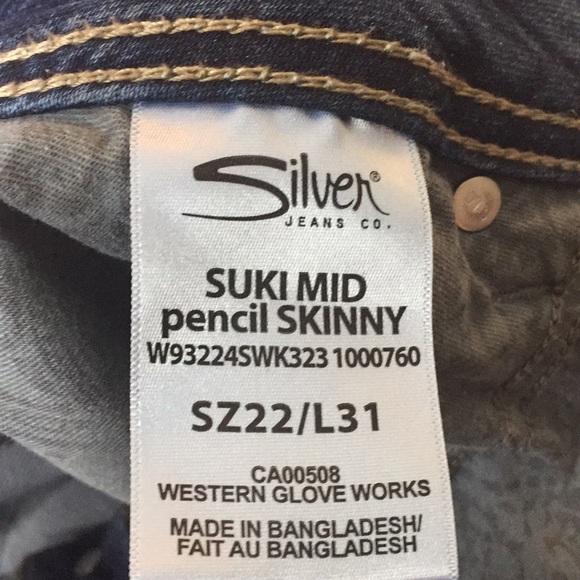 Silver®
JEANS CO.
SUKI MID
pencil SKINNY
W93224SWK323 1000760
SZ22/L31
CA00508
WESTERN GLOVE WORKS
MADE IN BANGLADESH/
FAIT AU BANGLADESH